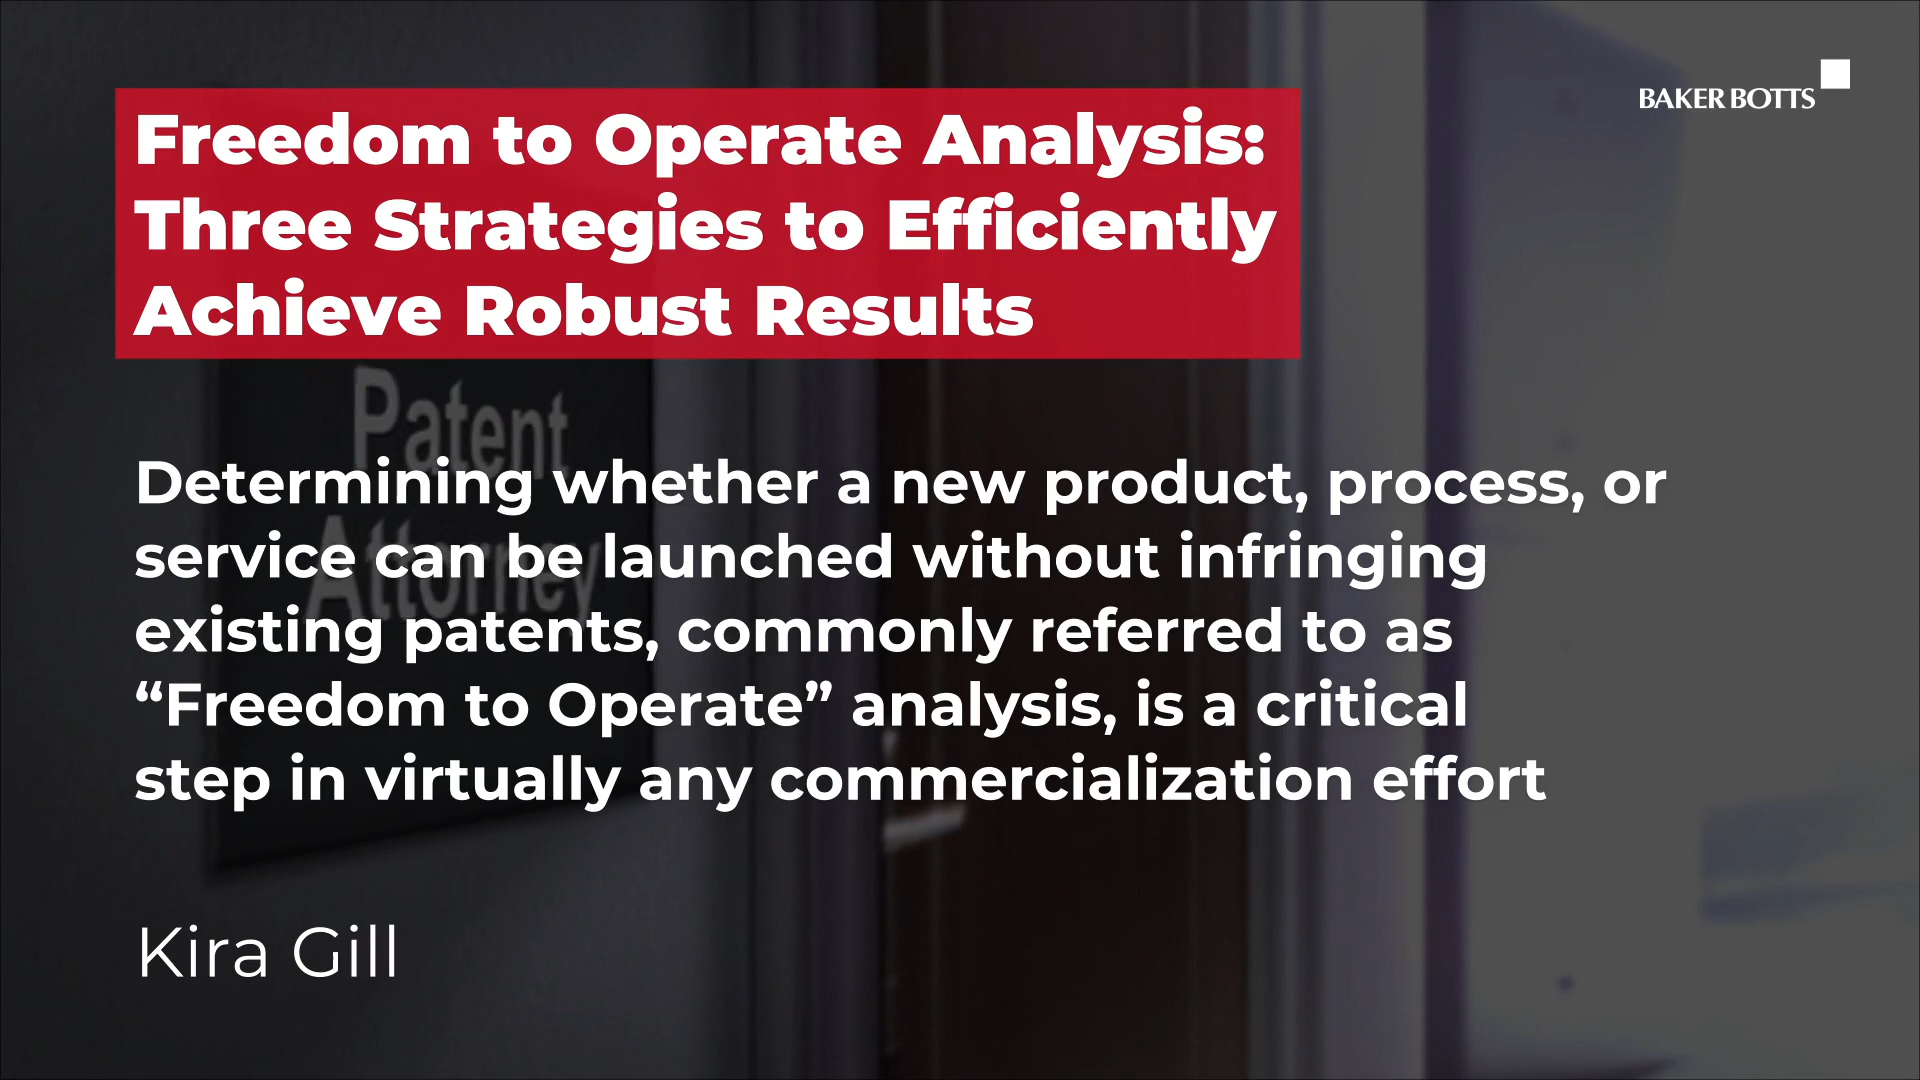 BAKER BOTTS
Freedom to Operate Analysis:
Three Strategies to Efficiently
Achieve Robust Results
Patent
Attorney
Determining whether a new product, process, or
service can be launched without infringing
existing patents, commonly referred to as
“Freedom to Operate” analysis, is a critical
step in virtually any commercialization effort
Kira Gill